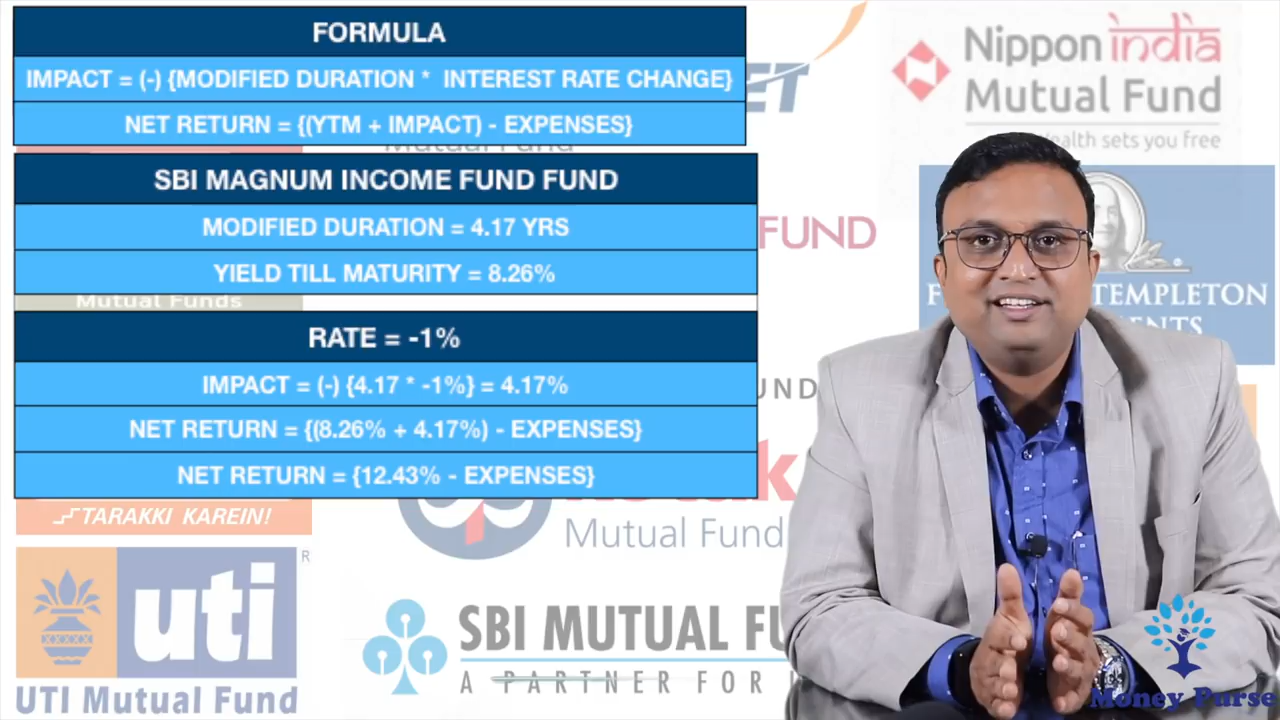 FORMULA
IMPACT = (-) {MODIFIED DURATION * INTEREST RATE CHANGE}
NET RETURN = {(YTM + IMPACT) - EXPENSES}
SBI MAGNUM INCOME FUND FUND
MODIFIED DURATION = 4.17 YRS
YIELD TILL MATURITY = 8.26%
Mutual Funds
RATE = -1%
IMPACT = (-) {4.17 * -1%} = 4.17%
NET RETURN = {(8.26% + 4.17%) - EXPENSES}
NET RETURN = {12.43% - EXPENSES}
TARAKKI KAREIN!
uti
®
UTI Mutual Fund
Mutual Fund
SBI MUTUAL
A PARTNER FOR
Nippon india
Mutual Fund
sets you free
FUND
TEMPLETON
Money Purse